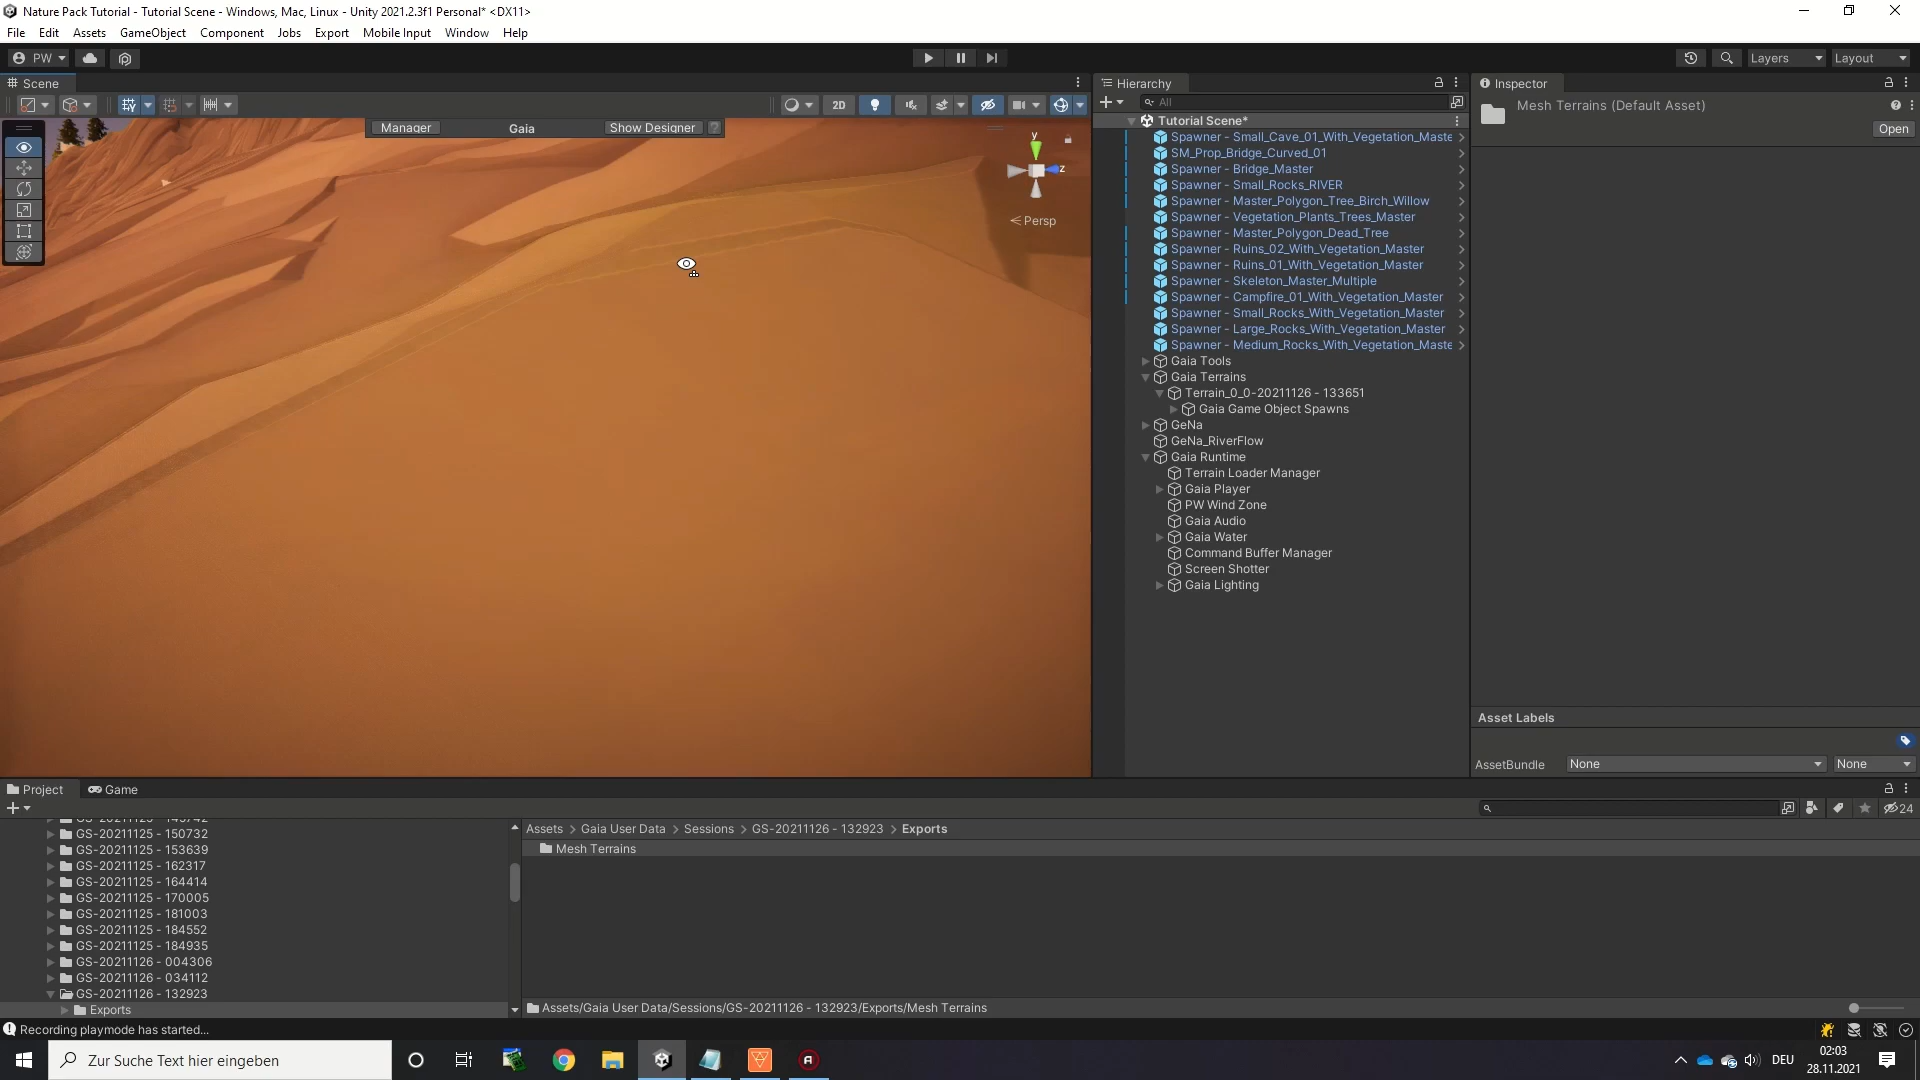 Nature Pack Tutorial - Tutorial Scene - Windows, Mac, Linux - Unity 2021.2.3f1 Personal* <DX11>
File Edit Assets GameObject Component Jobs Export Mobile Input Window Help
PW
Layers Layout
Scene
2D
Manager Gaia Show Designer ?
y
z
< Persp
Hierarchy
All
Tutorial Scene*
Spawner - Small_Cave_01_With_Vegetation_Maste
SM_Prop_Bridge_Curved_01
Spawner - Bridge_Master
Spawner - Small_Rocks_RIVER
Spawner - Master_Polygon_Tree_Birch_Willow
Spawner - Vegetation_Plants_Trees_Master
Spawner - Master_Polygon_Dead_Tree
Spawner - Ruins_02_With_Vegetation_Master
Spawner - Ruins_01_With_Vegetation_Master
Spawner - Skeleton_Master_Multiple
Spawner - Campfire_01_With_Vegetation_Master
Spawner - Small_Rocks_With_Vegetation_Master
Spawner - Large_Rocks_With_Vegetation_Master
Spawner - Medium_Rocks_With_Vegetation_Maste
Gaia Tools
Gaia Terrains
Terrain_0_0-20211126 - 133651
Gaia Game Object Spawns
GeNa
GeNa_RiverFlow
Gaia Runtime
Terrain Loader Manager
Gaia Player
PW Wind Zone
Gaia Audio
Gaia Water
Command Buffer Manager
Screen Shotter
Gaia Lighting
Inspector
Mesh Terrains (Default Asset)
Open
Asset Labels
AssetBundle None None
Project Game
24
GS-20211125 - 150732
GS-20211125 - 153639
GS-20211125 - 162317
GS-20211125 - 164414
GS-20211125 - 170005
GS-20211125 - 181003
GS-20211125 - 184552
GS-20211125 - 184935
GS-20211126 - 004306
GS-20211126 - 034112
GS-20211126 - 132923
Exports
Assets > Gaia User Data > Sessions > GS-20211126 - 132923 > Exports
Mesh Terrains
Assets/Gaia User Data/Sessions/GS-20211126 - 132923/Exports/Mesh Terrains
Recording playmode has started...
Zur Suche Text hier eingeben
DEU
02:03
28.11.2021